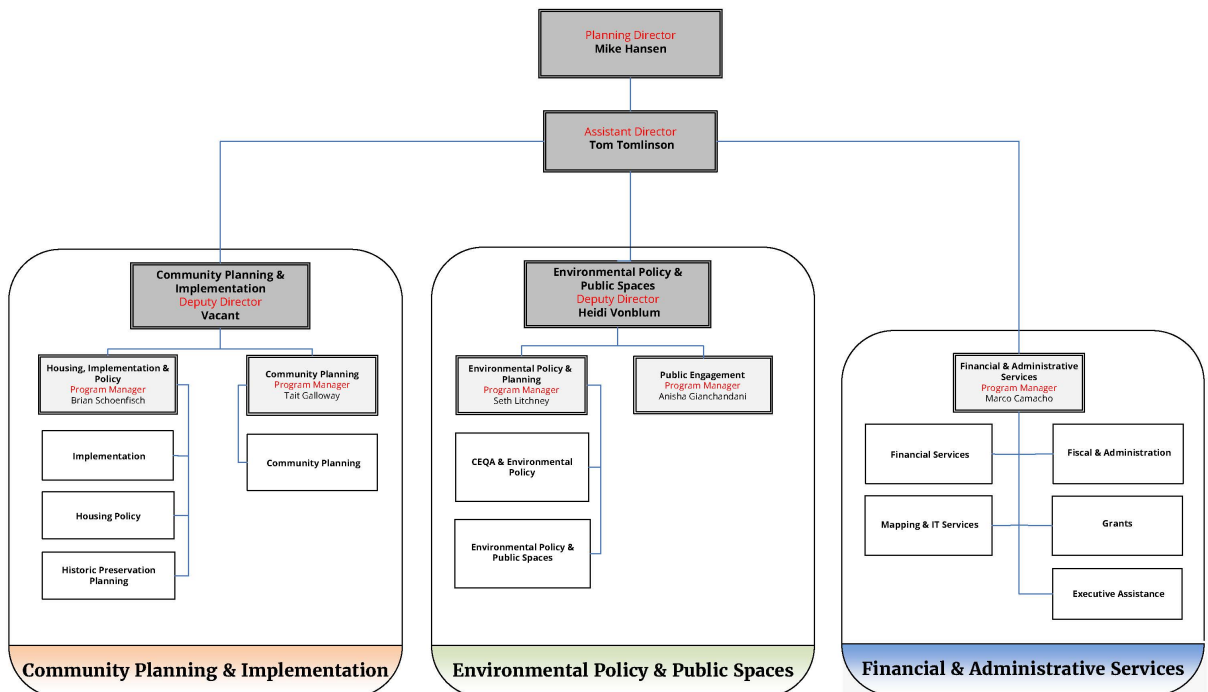 Planning Director
Mike Hansen
Assistant Director
Tom Tomlinson
Community Planning &
Implementation
Deputy Director
Vacant
Housing, Implementation &
Policy
Program Manager
Brian Schoenfisch
Community Planning
Program Manager
Tait Galloway
Implementation
Community Planning
Housing Policy
Historic Preservation
Planning
Community Planning & Implementation
Environmental Policy &
Public Spaces
Deputy Director
Heidi Vonblum
Environmental Policy &
Planning
Program Manager
Seth Litchney
Public Engagement
Program Manager
Anisha Gianchandani
CEQA & Environmental
Policy
Environmental Policy &
Public Spaces
Environmental Policy & Public Spaces
Financial & Administrative
Services
Program Manager
Marco Camacho
Financial Services
Fiscal & Administration
Mapping & IT Services
Grants
Executive Assistance
Financial & Administrative Services